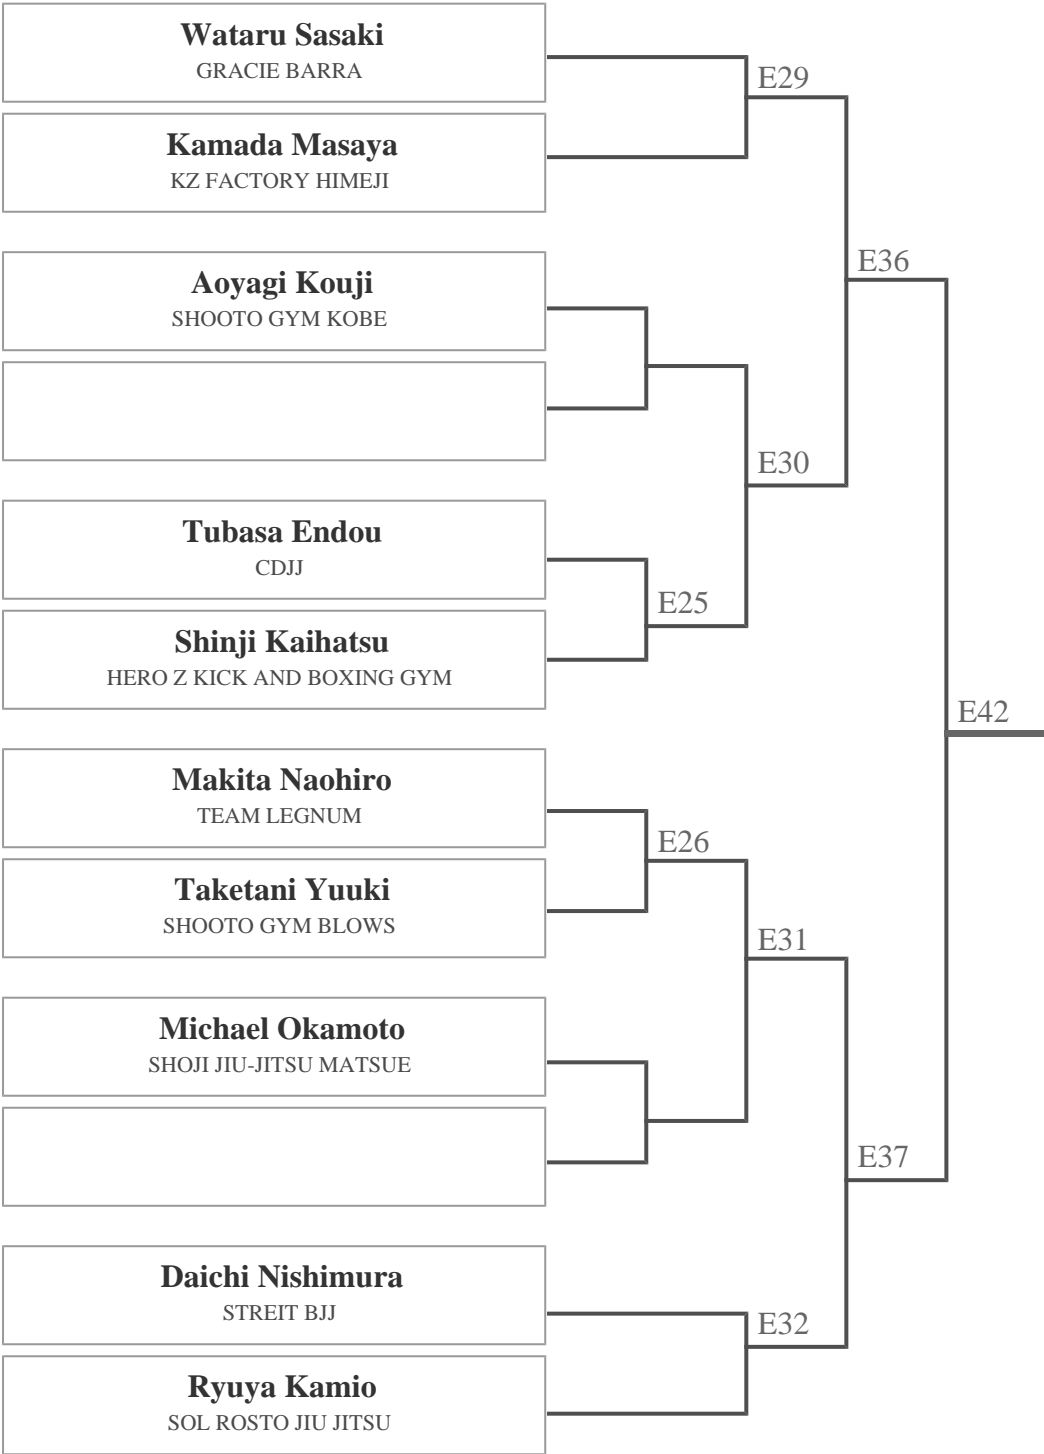 Wataru Sasaki
GRACIE BARRA
E29
Kamada Masaya
KZ FACTORY HIMEJI
E36
Aoyagi Kouji
SHOOTO GYM KOBE
E30
Tubasa Endou
CDJJ
E25
Shinji Kaihatsu
HERO Z KICK AND BOXING GYM
E42
Makita Naohiro
TEAM LEGNUM
E26
Taketani Yuuki
SHOOTO GYM BLOWS
E31
Michael Okamoto
SHOJI JIU-JITSU MATSUE
E37
Daichi Nishimura
STREIT BJJ
E32
Ryuya Kamio
SOL ROSTO JIU JITSU